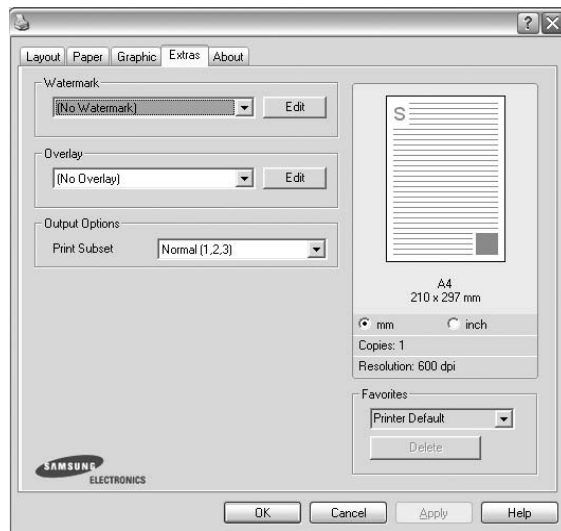 Layout Paper Graphic Extras About
Watermark
(No Watermark) Edit
Overlay
(No Overlay) Edit
Output Options
Print Subset Normal (1,2,3)
S
A4
210 x 297 mm
mm inch
Copies: 1
Resolution: 600 dpi
Favorites
Printer Default
Delete
SAMSUNG
ELECTRONICS
OK Cancel Apply Help